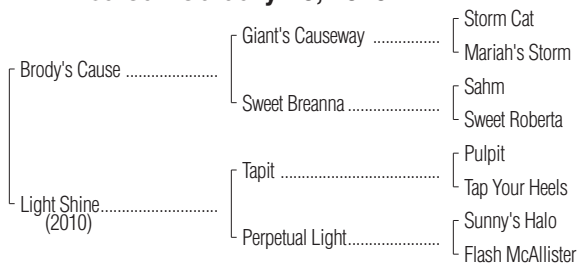 Storm Cat
Giant's Causeway ..................
Mariah's Storm
Brody's Cause .....................
Sahm
Sweet Breanna .....................
Sweet Roberta
Pulpit
Tapit ....................................
Tap Your Heels
Light Shine...........................
(2010)
Sunny's Halo
Perpetual Light.....................
Flash McAllister